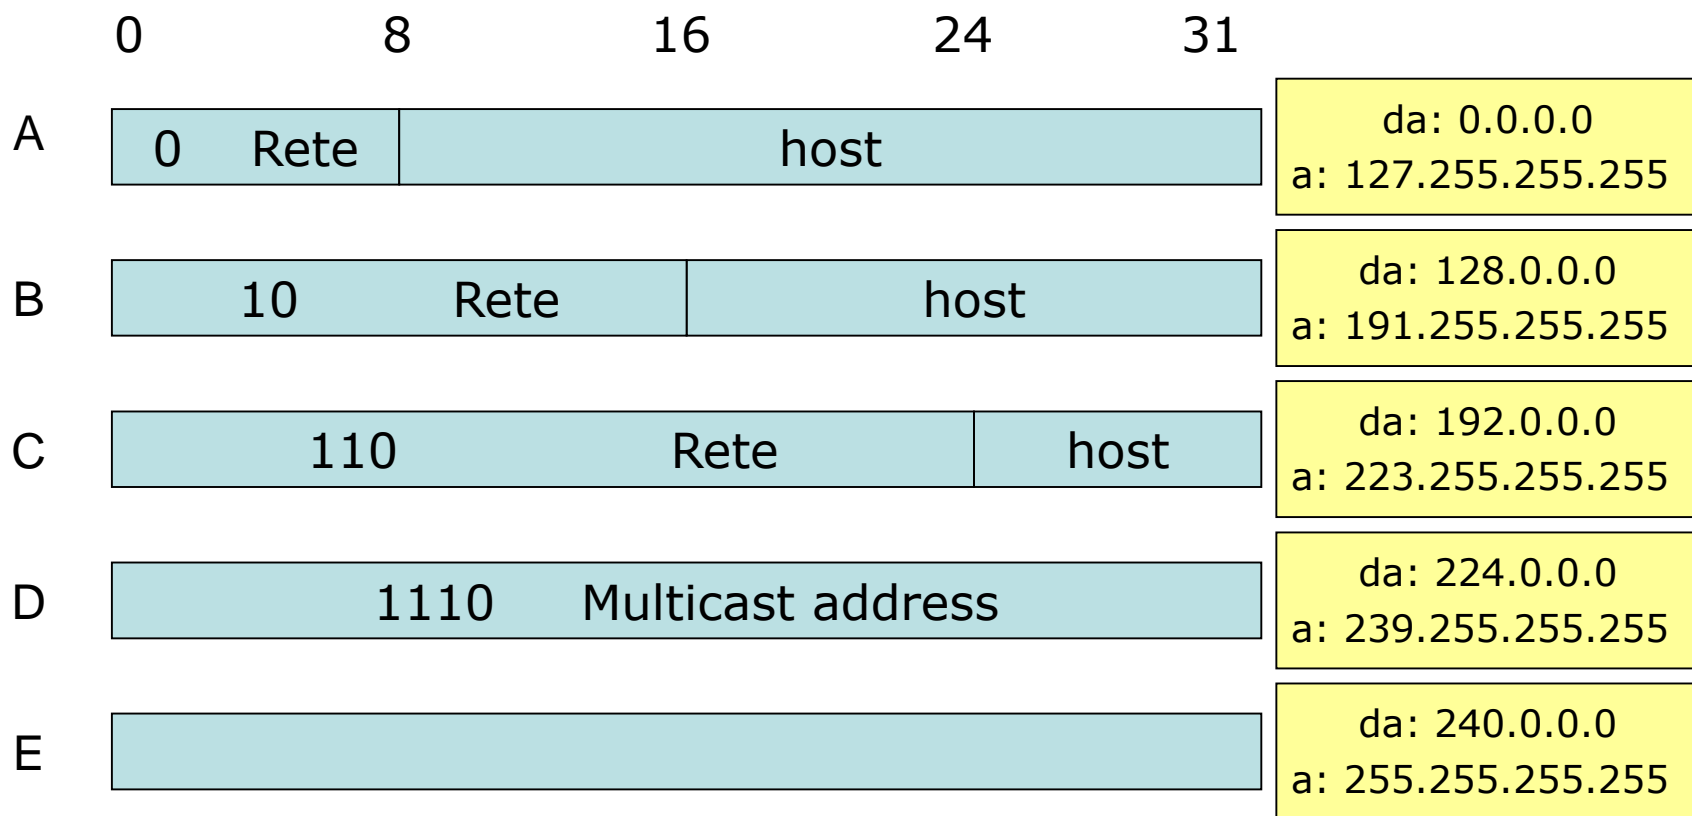 0 8 16 24 31
A 0 Rete host
da: 0.0.0.0
a: 127.255.255.255
B 10 Rete host
da: 128.0.0.0
a: 191.255.255.255
C 110 Rete host
da: 192.0.0.0
a: 223.255.255.255
D 1110 Multicast address
da: 224.0.0.0
a: 239.255.255.255
E
da: 240.0.0.0
a: 255.255.255.255